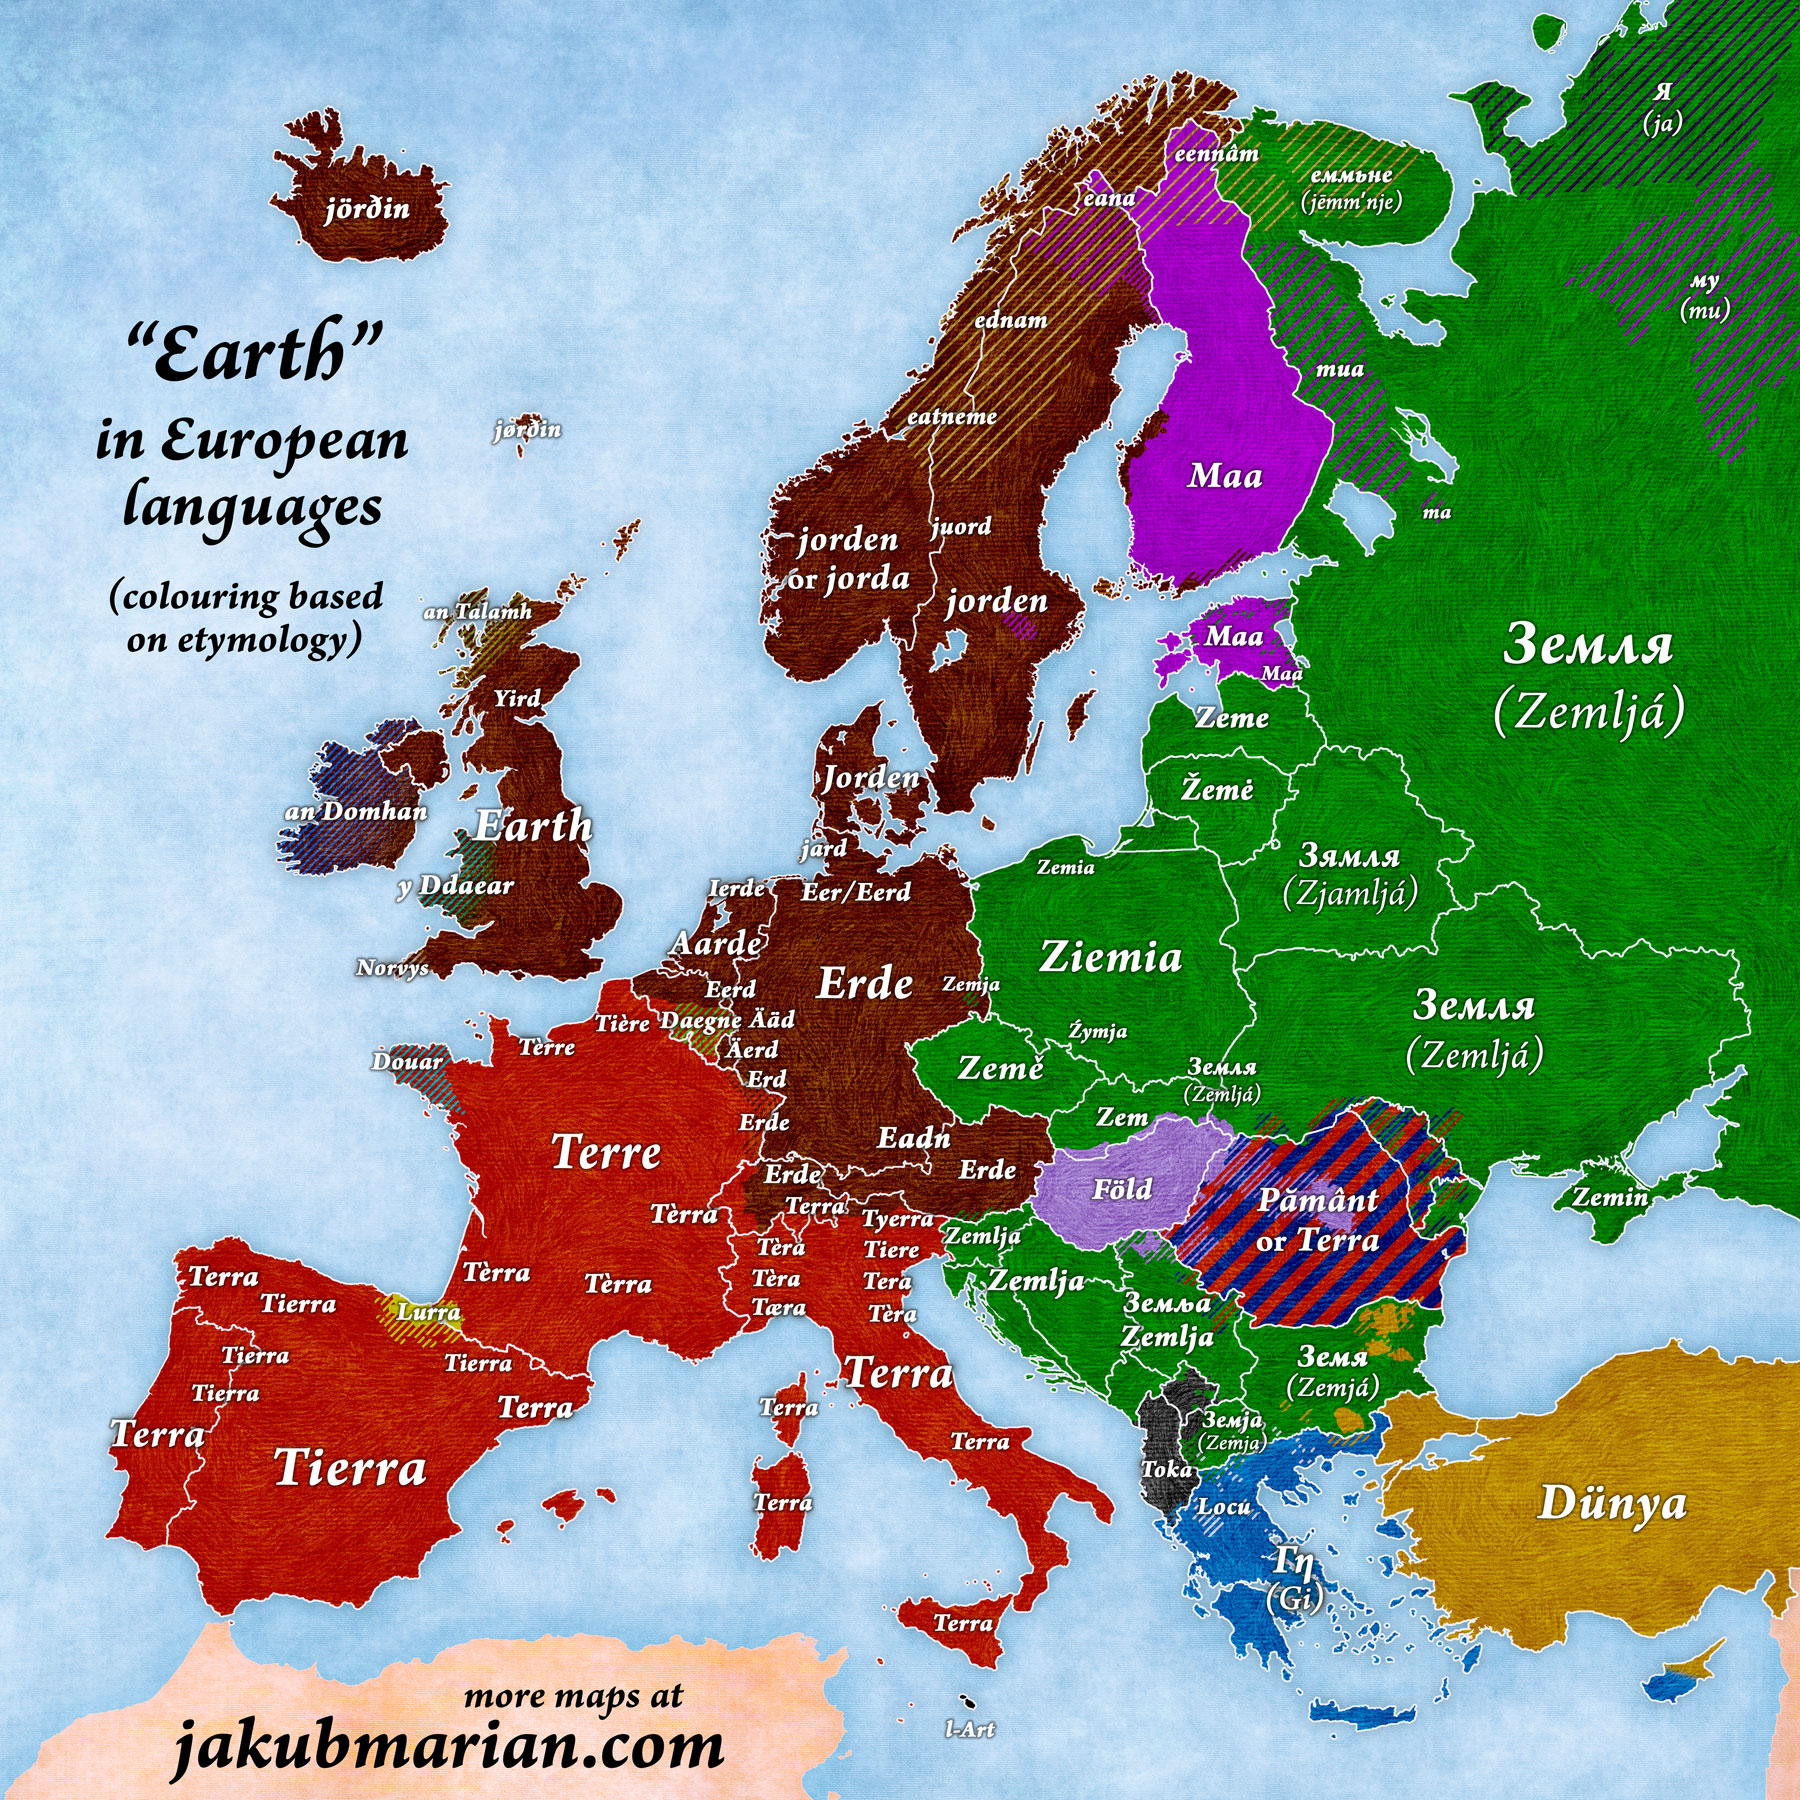 “Earth”
in European
languages
(colouring based
on etymology)
jörðin
jørðin
Я
(ja)
eennâm
еммьне
(jēmm'nje)
eana
му
(mu)
ednam
mua
eatneme
Maa
ma
juord
jorden
or jorda
jorden
an Talamh
Yird
Maa
Maa
Земля
(Zemljá)
Zeme
Žemė
an Domhan
Earth
Jorden
jard
y Ddaear
Ierde
Eer/Eerd
Zemia
Зямля
(Zjamljá)
Norvys
Aarde
Erde
Ziemia
Zemja
Eerd
Земля
(Zemljá)
Tière
Daegne
Ääd
Źymja
Tèrre
Äerd
Douar
Земля
(Zemljá)
Země
Erd
Zem
Erde
Terre
Eadn
Erde
Erde
Föld
Pământ
or Terra
Zemin
Terra
Tèrra
Tyerra
Zemlja
Tèra
Tiere
Terra
Tèrra
Tèrra
Tèra
Tera
Zemlja
Tierra
Lurra
Tæra
Tèra
Земља
Zemlja
Tierra
Tierra
Земя
(Zemjá)
Tierra
Terra
Terra
Terra
Terra
Земја
(Zemja)
Terra
Tierra
Toka
Terra
Locu
Dünya
Γη
(Gi)
Terra
l-Art
more maps at
jakubmarian.com